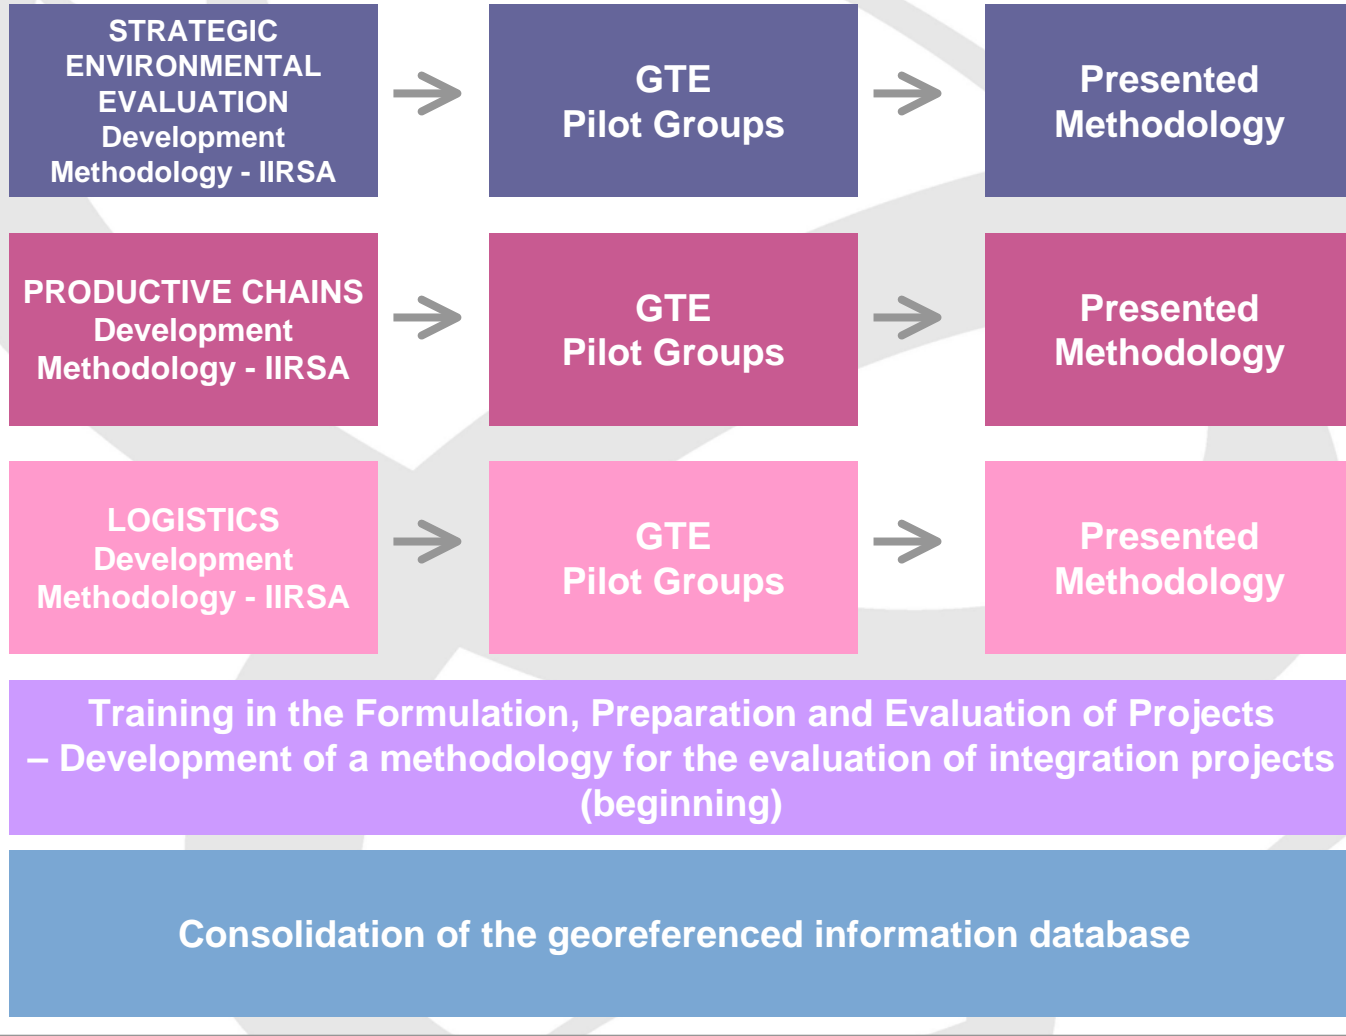 STRATEGIC
ENVIRONMENTAL
EVALUATION
Development
Methodology - IIRSA
GTE
Pilot Groups
Presented
Methodology
PRODUCTIVE CHAINS
Development
Methodology - IIRSA
GTE
Pilot Groups
Presented
Methodology
LOGISTICS
Development
Methodology - IIRSA
GTE
Pilot Groups
Presented
Methodology
Training in the Formulation, Preparation and Evaluation of Projects
– Development of a methodology for the evaluation of integration projects
(beginning)
Consolidation of the georeferenced information database